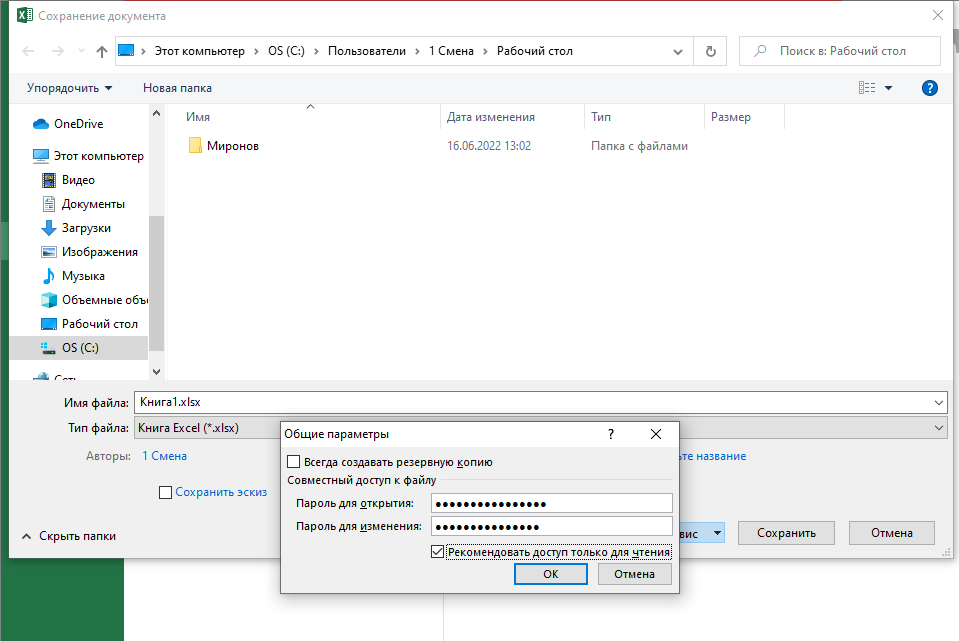 Сохранение документа
Этот компьютер › OS (C:) › Пользователи › 1 Смена › Рабочий стол
Поиск в: Рабочий стол
Упорядочить Новая папка
?
Имя Дата изменения Тип Размер
OneDrive
Миронов 16.06.2022 13:02 Папка с файлами
Этот компьютер
Видео
Документы
Загрузки
Изображения
Музыка
Объемные объ
Рабочий стол
OS (C:)
Сеть
Имя файла: Книга1.xlsx
Тип файла: Книга Excel (*.xlsx)
Авторы: 1 Смена
ьте название
Сохранить эскиз
Скрыть папки
вис
Сохранить
Отмена
Общие параметры ?
Всегда создавать резервную копию
Совместный доступ к файлу
Пароль для открытия: ●●●●●●●●●●●●●●●●
Пароль для изменения: ●●●●●●●●●●●●●●●
Рекомендовать доступ только для чтения
ОК Отмена